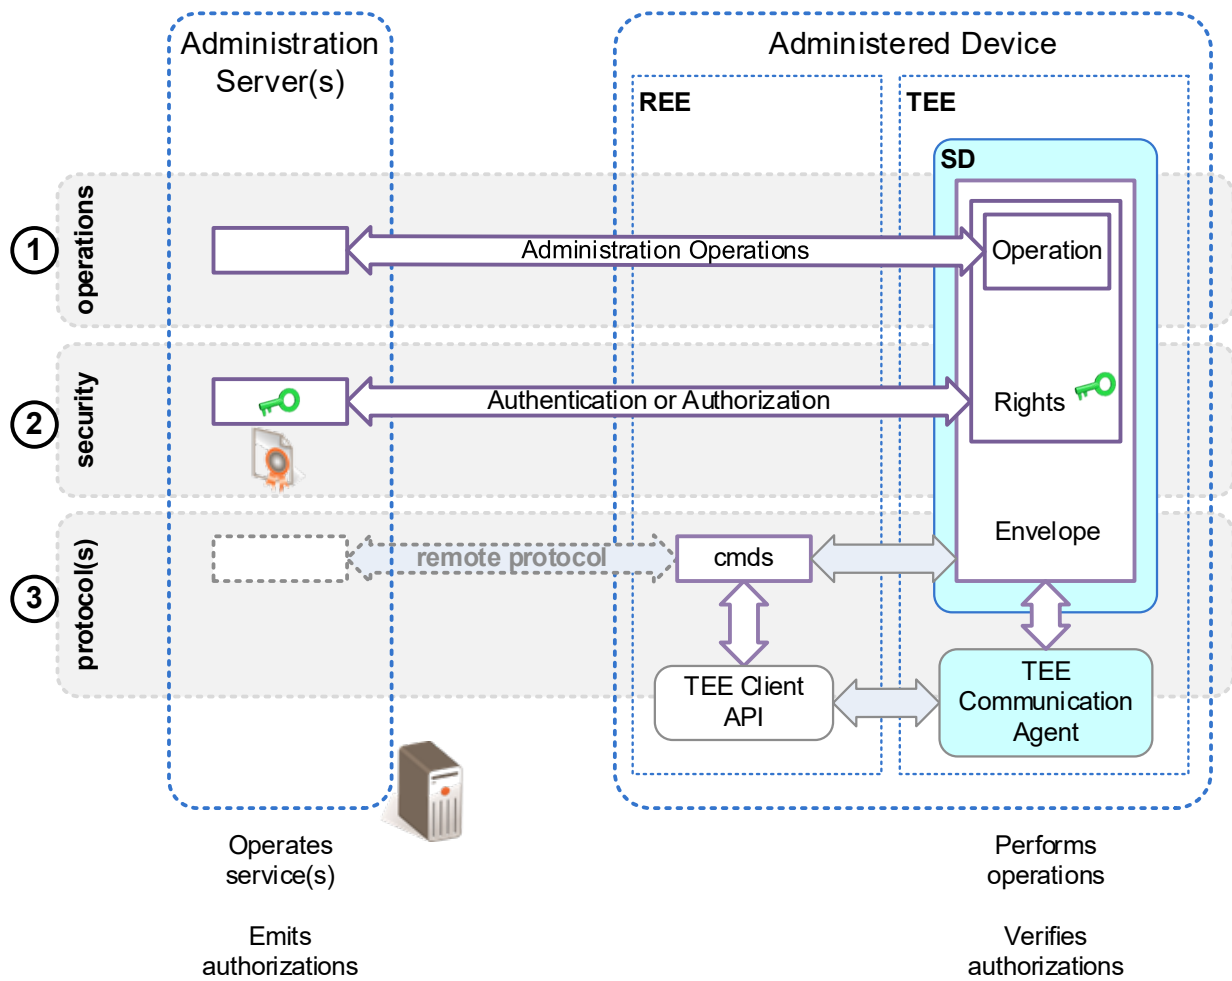 Administration
Server(s)
Administered Device
REE
TEE
SD
1
operations
Administration Operations
Operation
2
security
Authentication or Authorization
Rights
3
protocol(s)
remote protocol
cmds
Envelope
TEE Client
API
TEE
Communication
Agent
Operates
service(s)
Emits
authorizations
Performs
operations
Verifies
authorizations